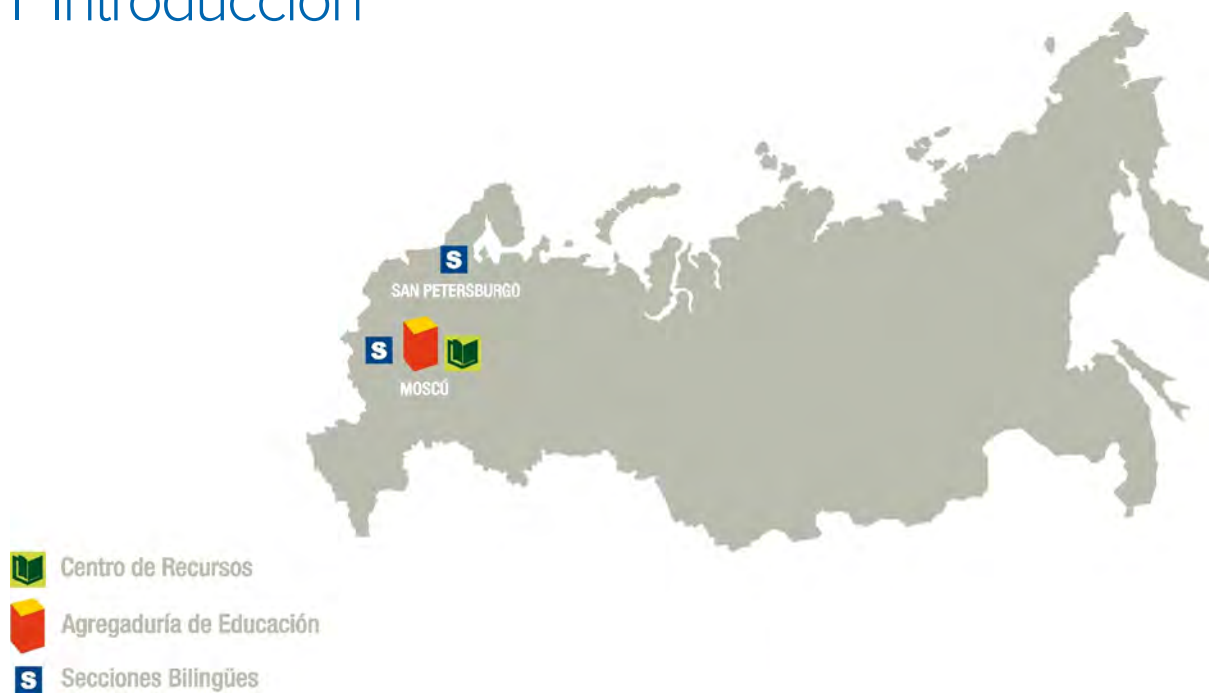 Introducción
S
SAN PETERSBURGO
S
MOSCÚ
Centro de Recursos
Agregaduría de Educación
S Secciones Bilingües